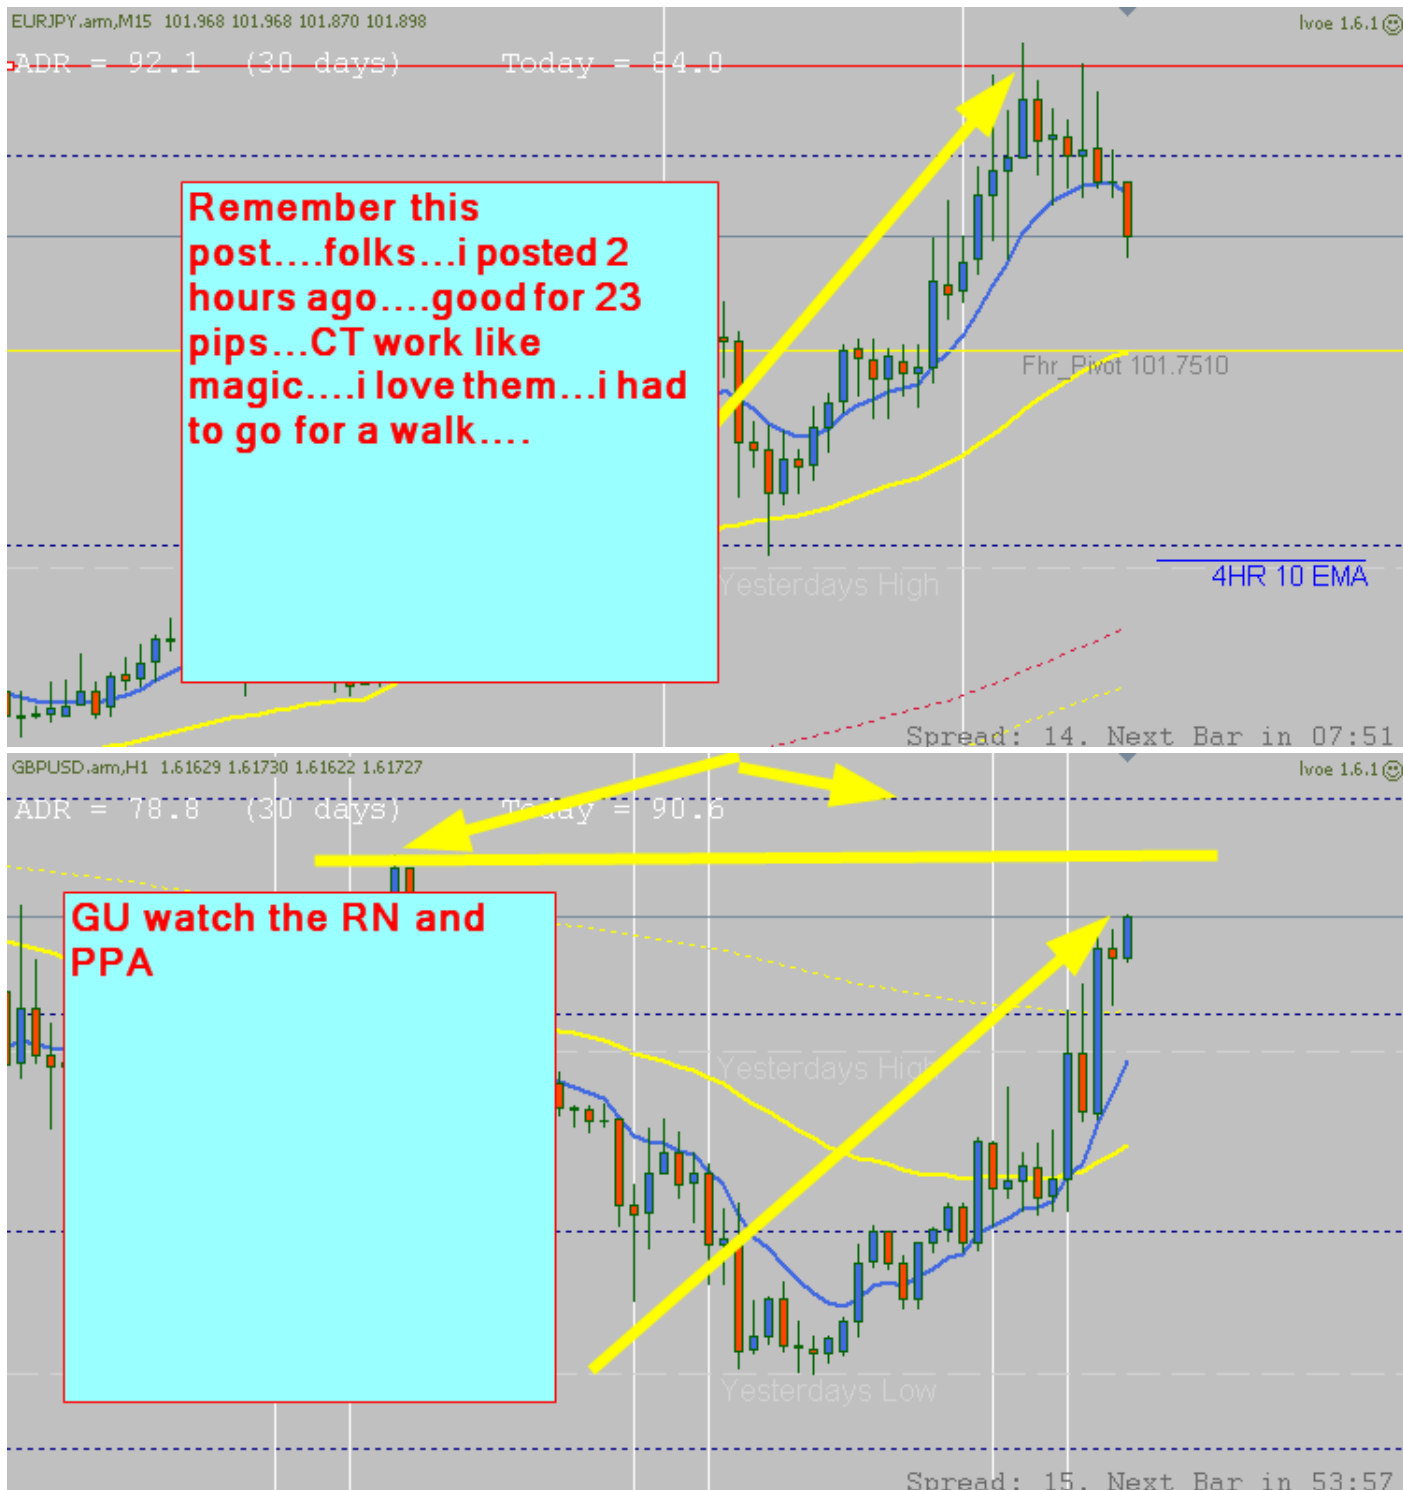 EURJPY.arm,M15 101.968 101.968 101.870 101.898
lvoe 1.6.1
ADR = 92.1 (30 days) Today = 84.0
Remember this
post....folks...i posted 2
hours ago....good for 23
pips...CT work like
magic....i love them...i had
to go for a walk....
Fhr_Pivot 101.7510
Yesterdays High
4HR 10 EMA
Spread: 14. Next Bar in 07:51
GBPUSD.arm,H1 1.61629 1.61730 1.61622 1.61727
lvoe 1.6.1
ADR = 78.8 (30 days) Today = 90.6
GU watch the RN and
PPA
Yesterdays High
Yesterdays Low
Spread: 15. Next Bar in 53:57